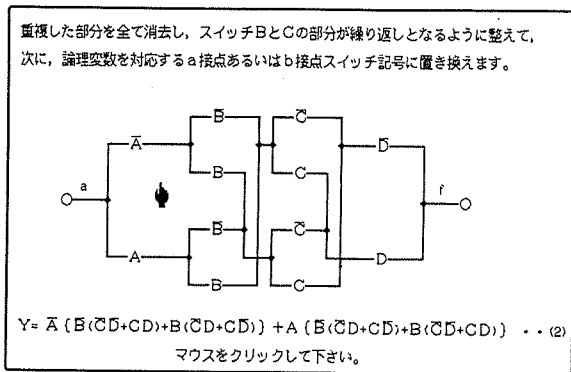 重複した部分を全て消去し，スイッチBとCの部分が繰り返しとなるように整えて，
次に，論理変数を対応するa接点あるいはb接点スイッチ記号に置き換えます。
B̅ C̅
A̅ D̅
B C
a f
B̅ C̅
A D
B C
Y= A̅ {B̅(C̅D̅+CD)+B(C̅D+CD̅)} +A {B̅(C̅D+CD̅)+B(C̅D̅+CD)} ・・(2)
マウスをクリックして下さい。